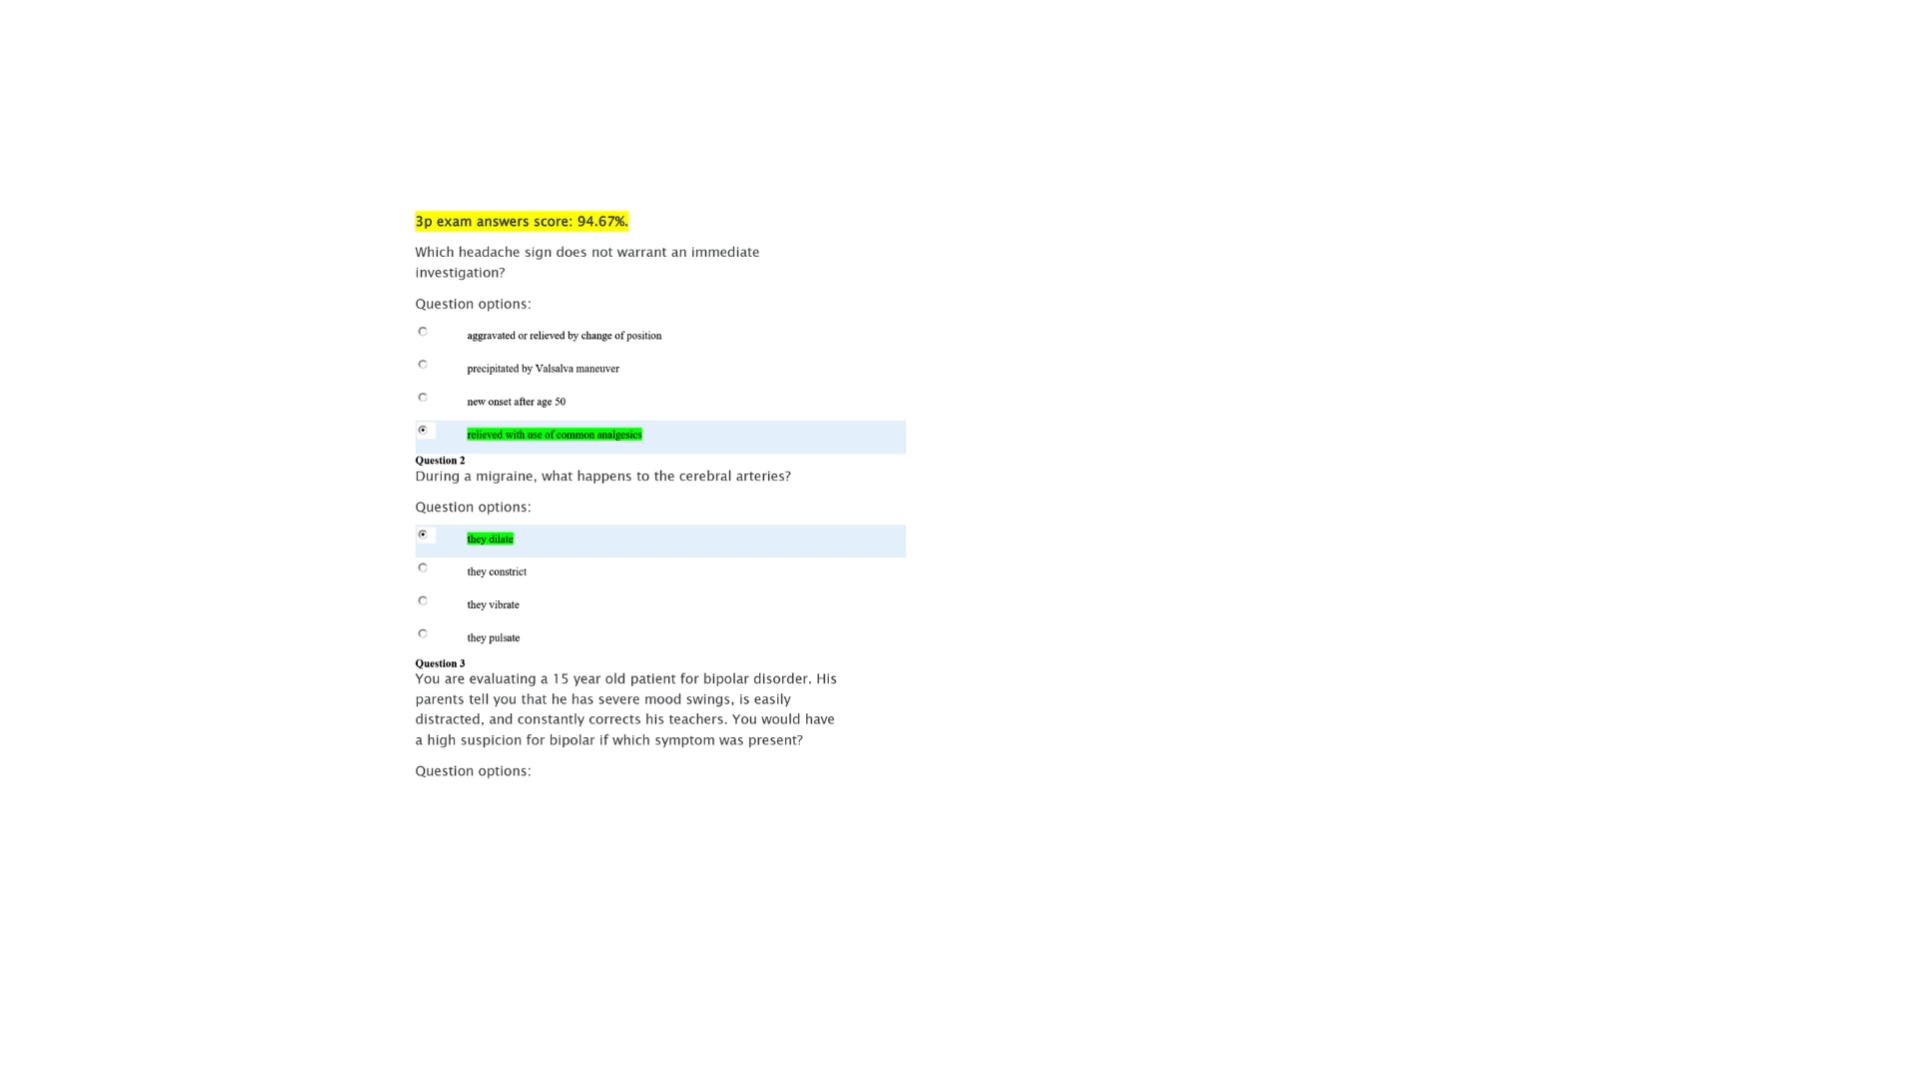 3p exam answers score: 94.67%.
Which headache sign does not warrant an immediate
investigation?
Question options:
aggravated or relieved by change of position
precipitated by Valsalva maneuver
new onset after age 50
relieved with use of common analgesics
Question 2
During a migraine, what happens to the cerebral arteries?
Question options:
they dilate
they constrict
they vibrate
they pulsate
Question 3
You are evaluating a 15 year old patient for bipolar disorder. His
parents tell you that he has severe mood swings, is easily
distracted, and constantly corrects his teachers. You would have
a high suspicion for bipolar if which symptom was present?
Question options: